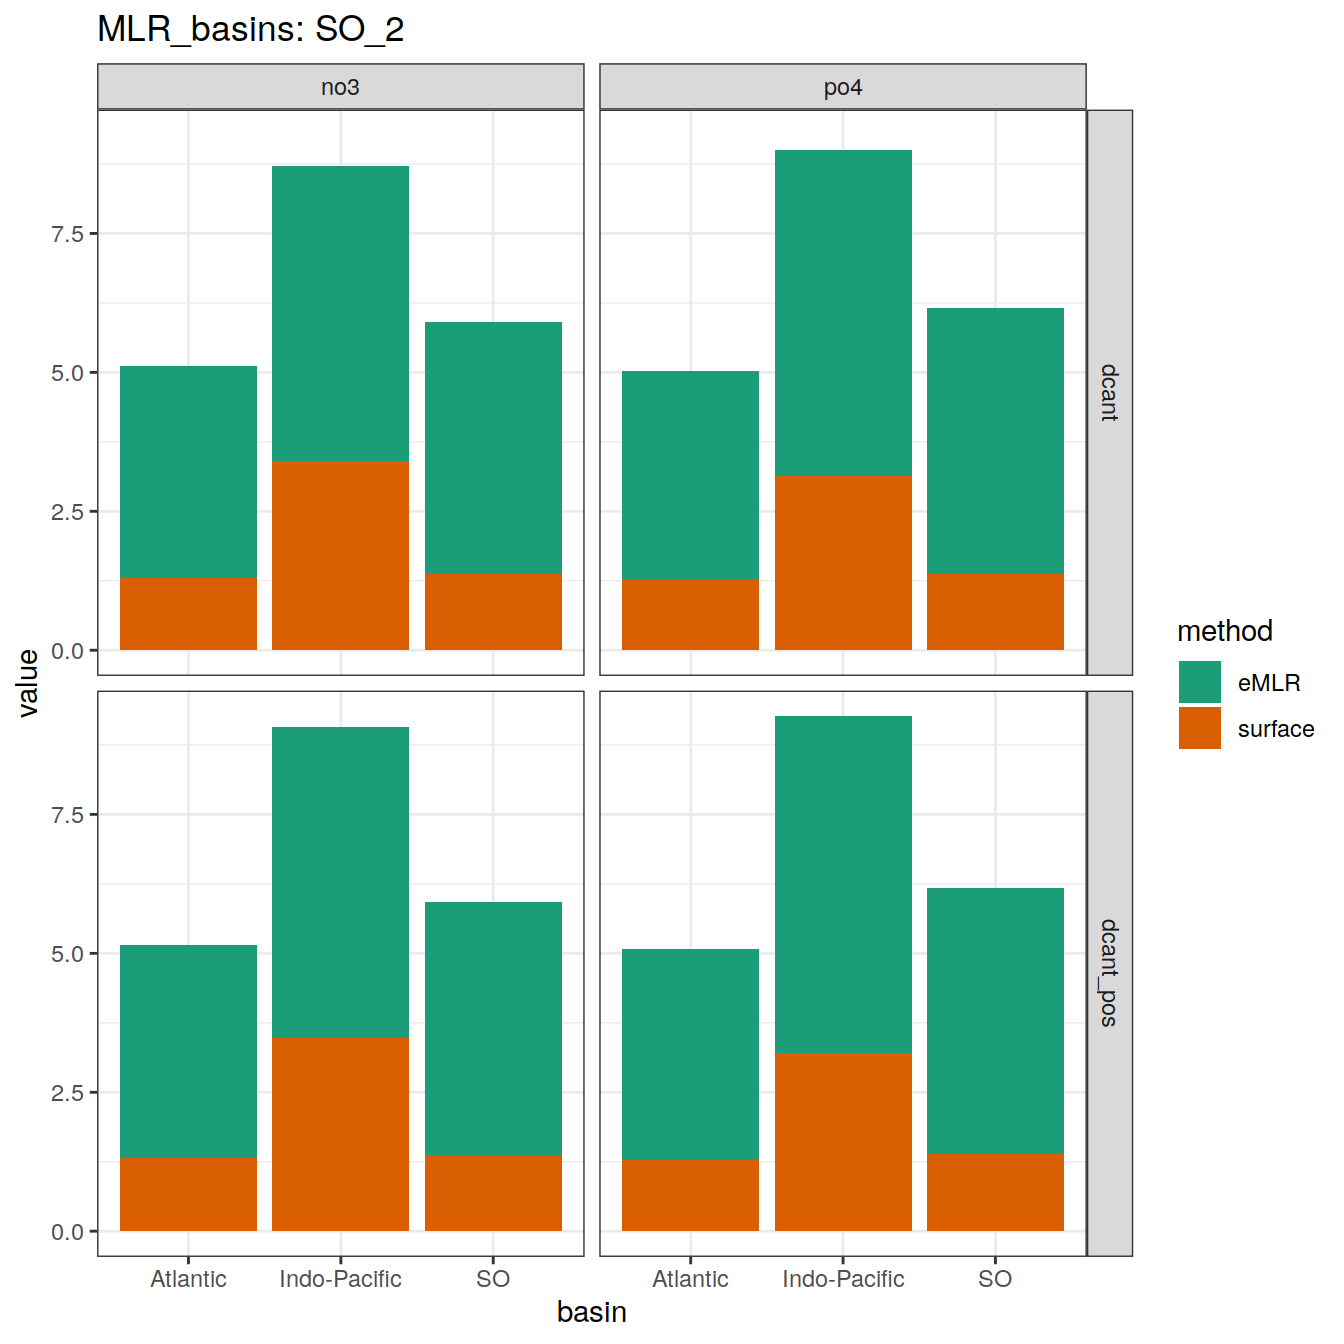 MLR_basins: SO_2
no3
po4
7.5
5.0
2.5
0.0
dcant
7.5
5.0
2.5
0.0
dcant_pos
value
Atlantic Indo-Pacific SO
Atlantic Indo-Pacific SO
basin
method
eMLR
surface